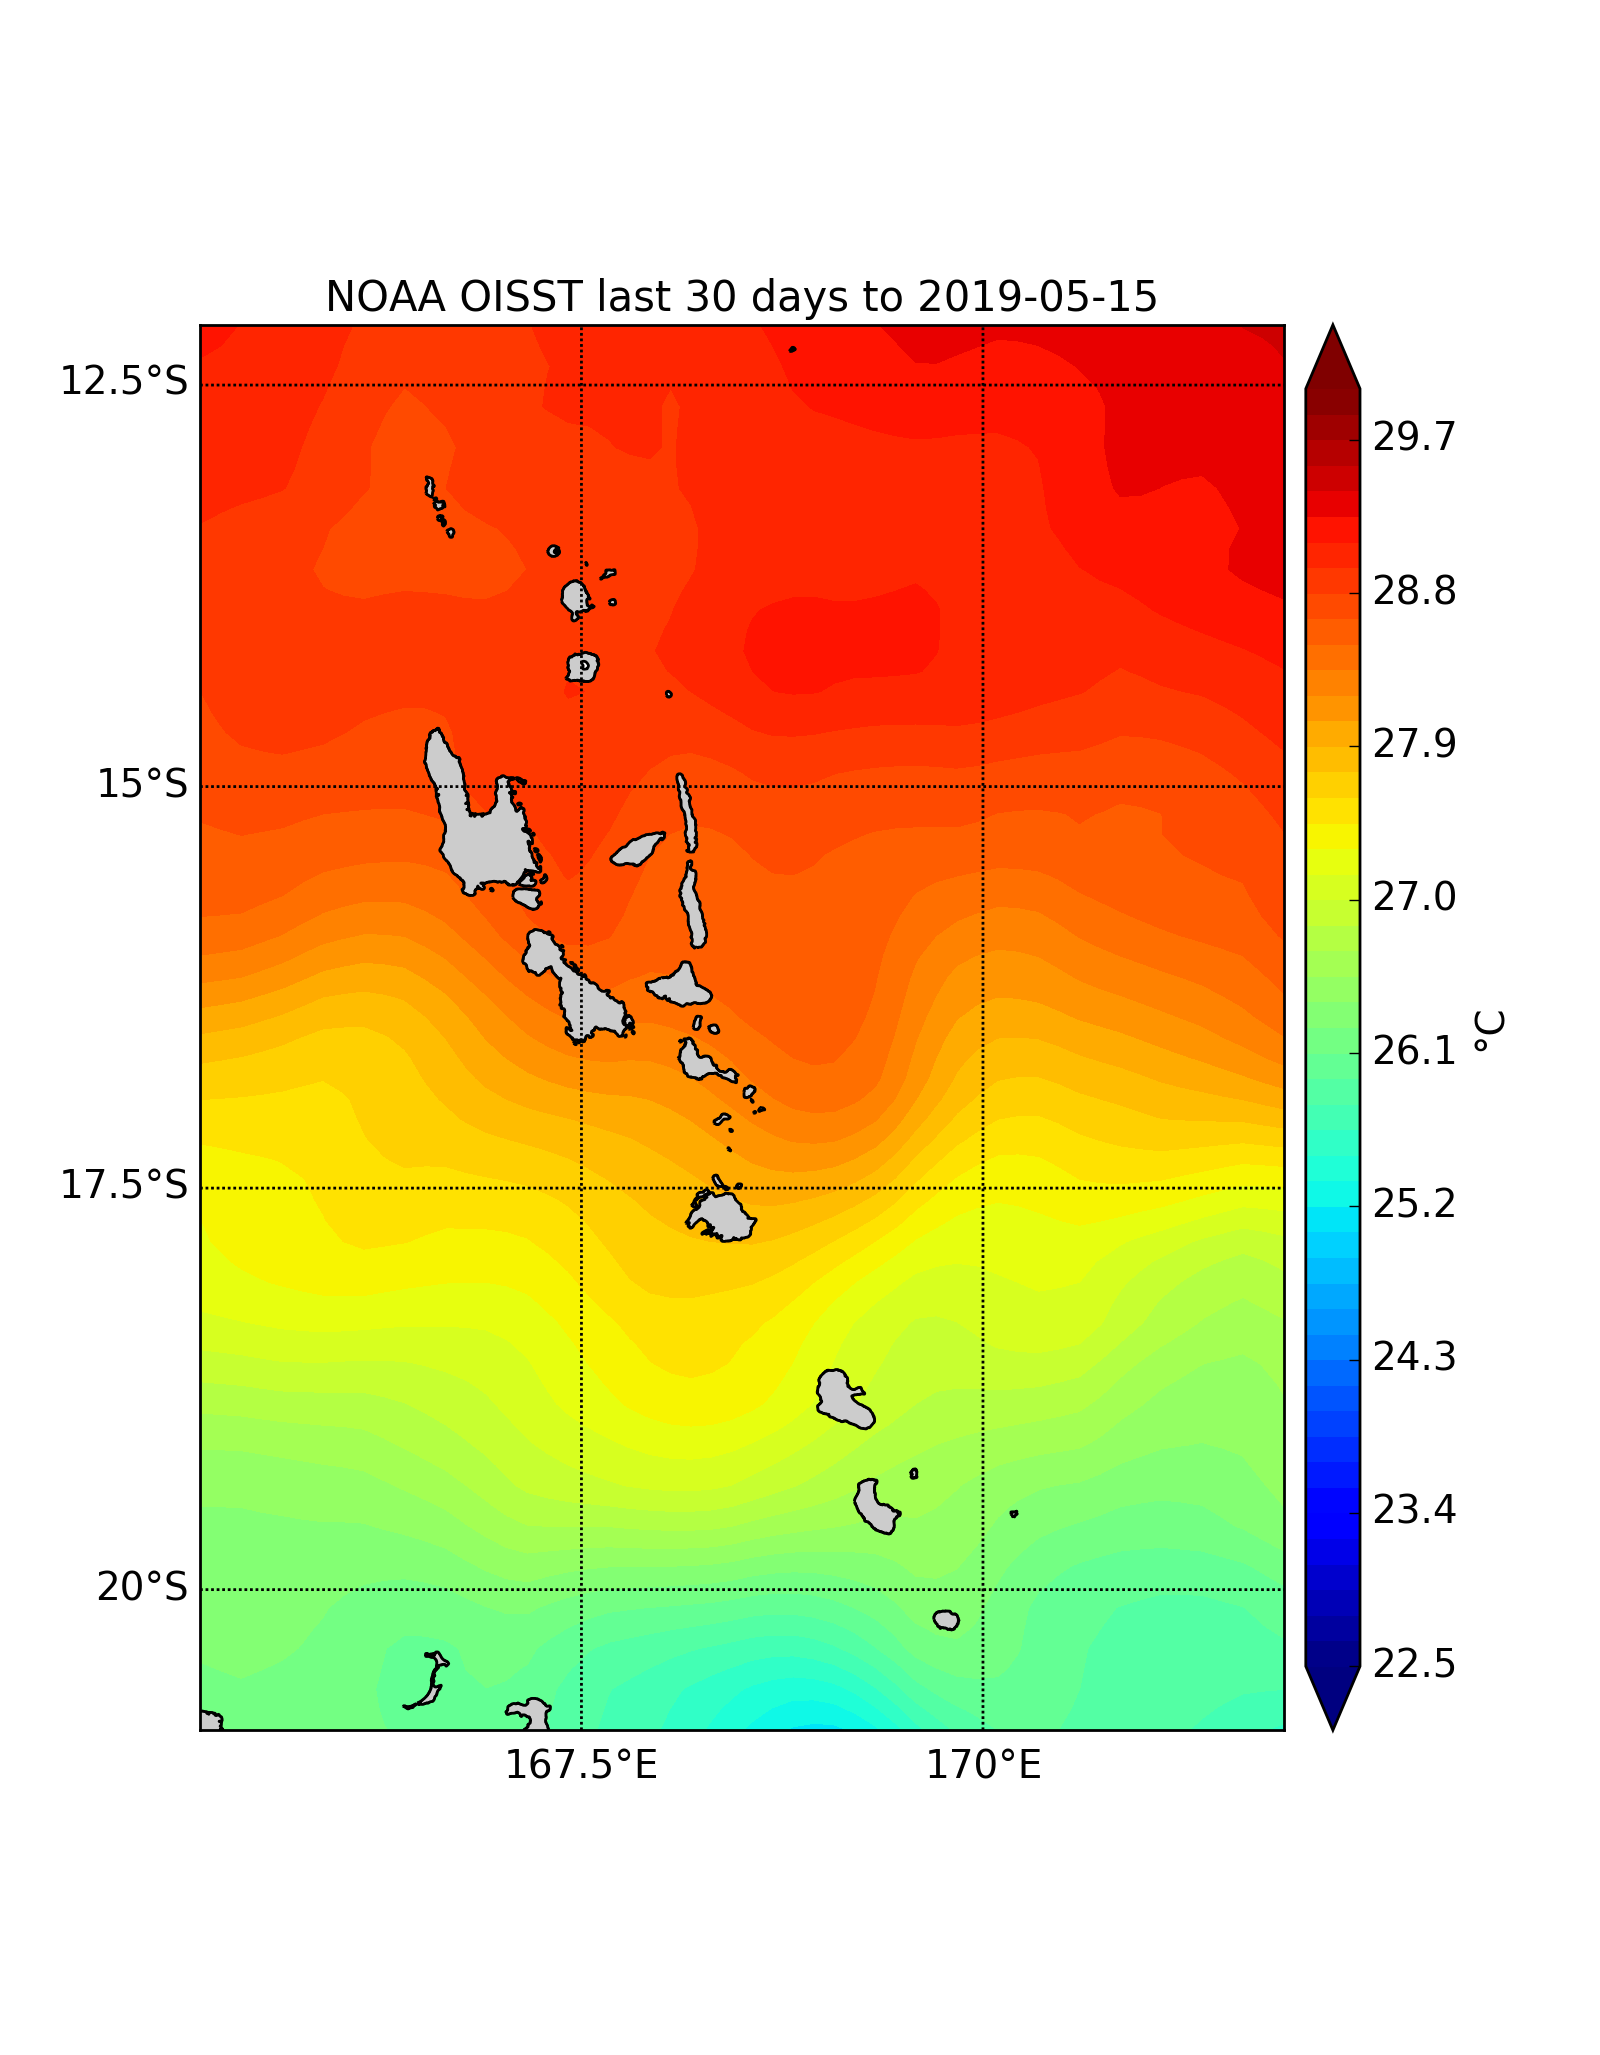 NOAA OISST last 30 days to 2019-05-15
12.5°S
15°S
17.5°S
20°S
167.5°E
170°E
29.7
28.8
27.9
27.0
26.1
25.2
24.3
23.4
22.5
°C